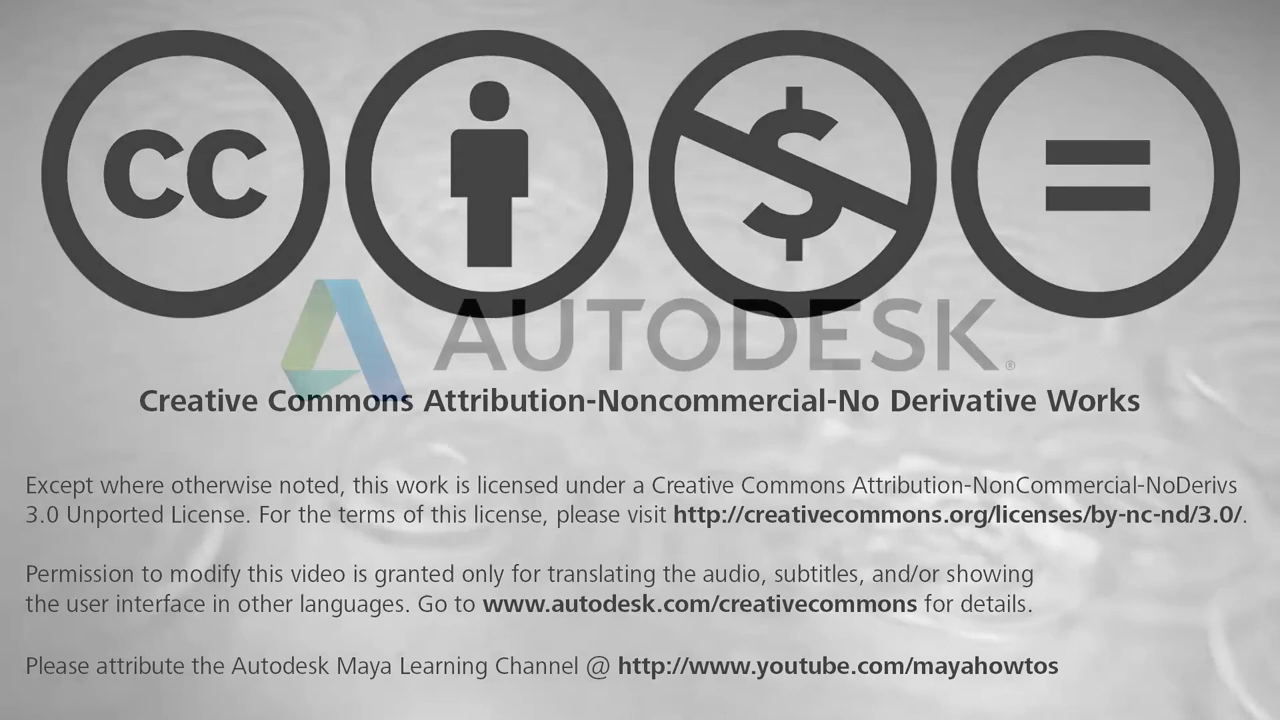 cc
$
=
AUTODESK®
Creative Commons Attribution-Noncommercial-No Derivative Works
Except where otherwise noted, this work is licensed under a Creative Commons Attribution-NonCommercial-NoDerivs
3.0 Unported License. For the terms of this license, please visit http://creativecommons.org/licenses/by-nc-nd/3.0/.
Permission to modify this video is granted only for translating the audio, subtitles, and/or showing
the user interface in other languages. Go to www.autodesk.com/creativecommons for details.
Please attribute the Autodesk Maya Learning Channel @ http://www.youtube.com/mayahowtos